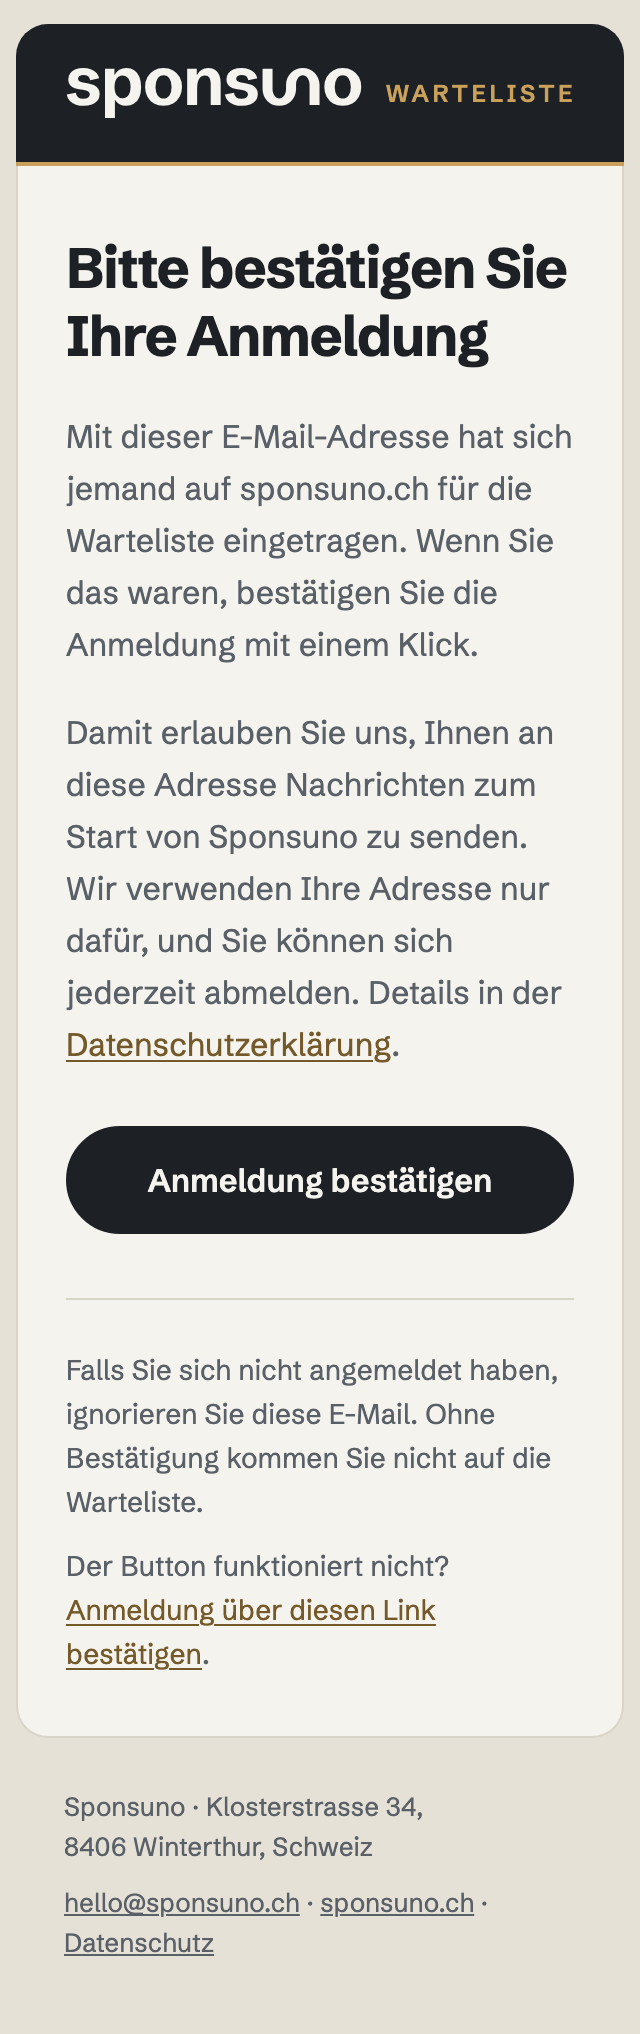 sponsuno WARTELISTE
Bitte bestätigen Sie
Ihre Anmeldung
Mit dieser E-Mail-Adresse hat sich
jemand auf sponsuno.ch für die
Warteliste eingetragen. Wenn Sie
das waren, bestätigen Sie die
Anmeldung mit einem Klick.
Damit erlauben Sie uns, Ihnen an
diese Adresse Nachrichten zum
Start von Sponsuno zu senden.
Wir verwenden Ihre Adresse nur
dafür, und Sie können sich
jederzeit abmelden. Details in der
Datenschutzerklärung.
Anmeldung bestätigen
Falls Sie sich nicht angemeldet haben,
ignorieren Sie diese E-Mail. Ohne
Bestätigung kommen Sie nicht auf die
Warteliste.
Der Button funktioniert nicht?
Anmeldung über diesen Link
bestätigen.
Sponsuno · Klosterstrasse 34,
8406 Winterthur, Schweiz
hello@sponsuno.ch · sponsuno.ch ·
Datenschutz